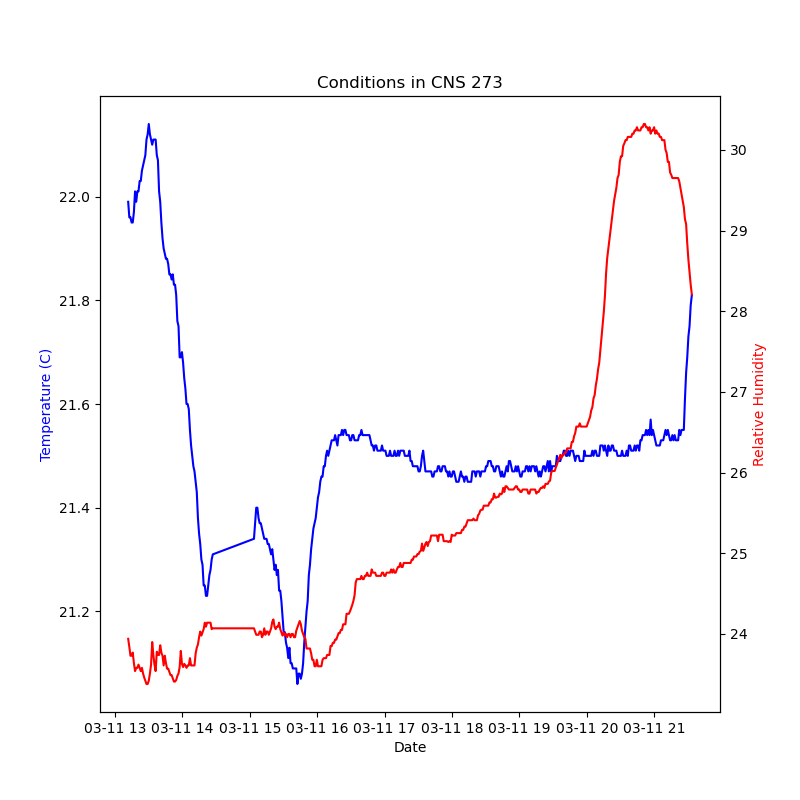 Conditions in CNS 273
22.0
21.8
21.6
21.4
21.2
Temperature (C)
30
29
28
27
26
25
24
Relative Humidity
03-11 13 03-11 14 03-11 15 03-11 16 03-11 17 03-11 18 03-11 19 03-11 20 03-11 21
Date